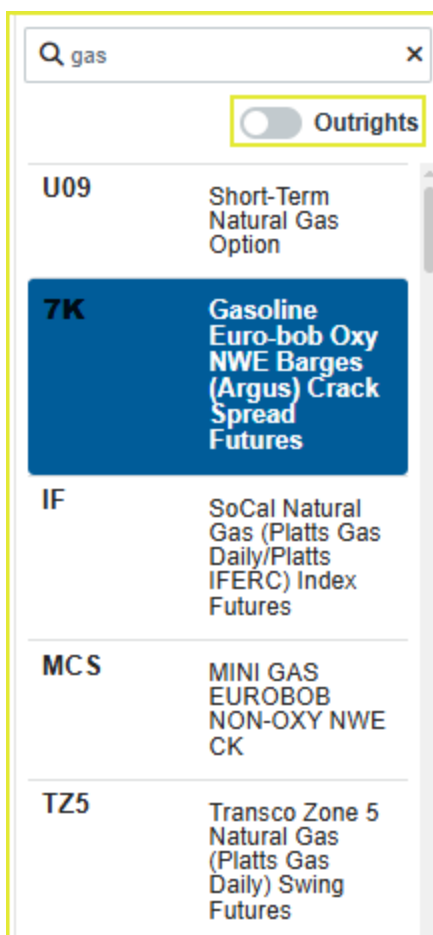 gas
Outrights
U09
Short-Term
Natural Gas
Option
7K
Gasoline
Euro-bob Oxy
NWE Barges
(Argus) Crack
Spread
Futures
IF
SoCal Natural
Gas (Platts Gas
Daily/Platts
IFERC) Index
Futures
MCS
MINI GAS
EUROBOB
NON-OXY NWE
CK
TZ5
Transco Zone 5
Natural Gas
(Platts Gas
Daily) Swing
Futures